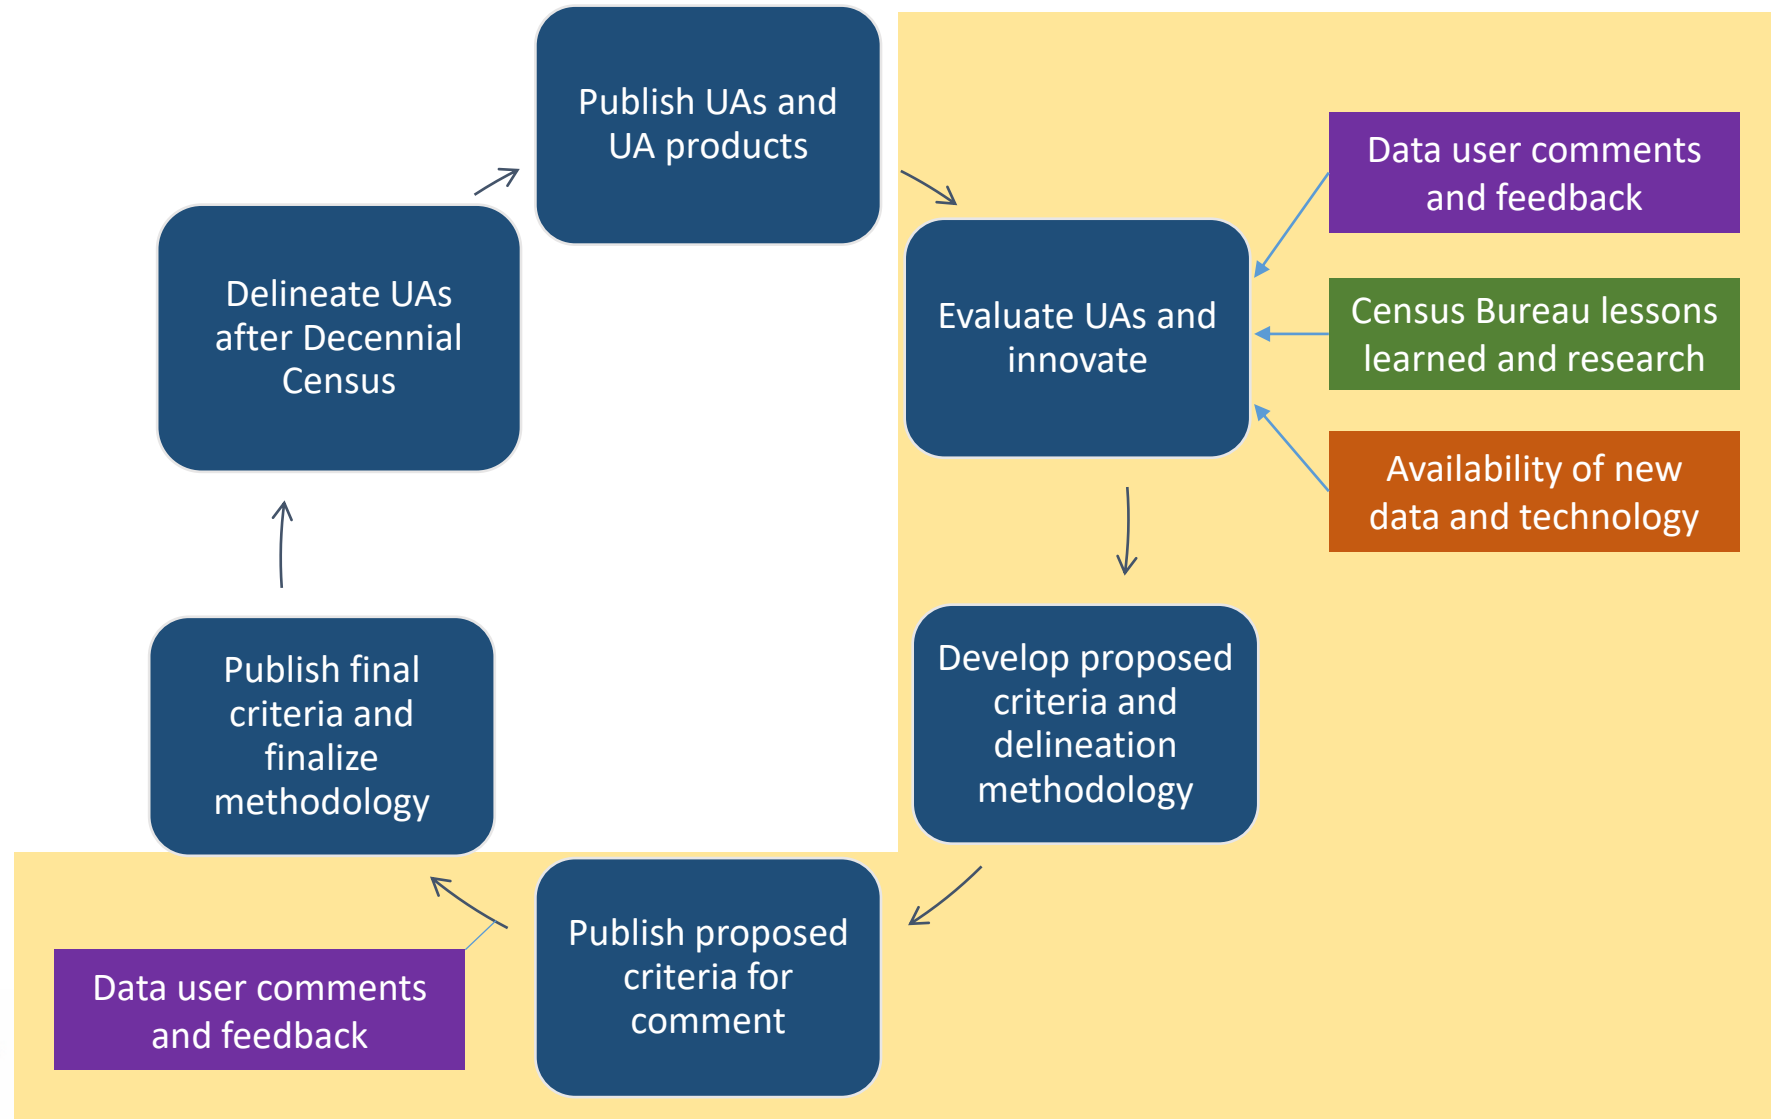 Publish UAs and
UA products
Data user comments
and feedback
Evaluate UAs and
innovate
Census Bureau lessons
learned and research
Availability of new
data and technology
Develop proposed
criteria and
delineation
methodology
Publish proposed
criteria for
comment
Data user comments
and feedback
Publish final
criteria and
finalize
methodology
Delineate UAs
after Decennial
Census